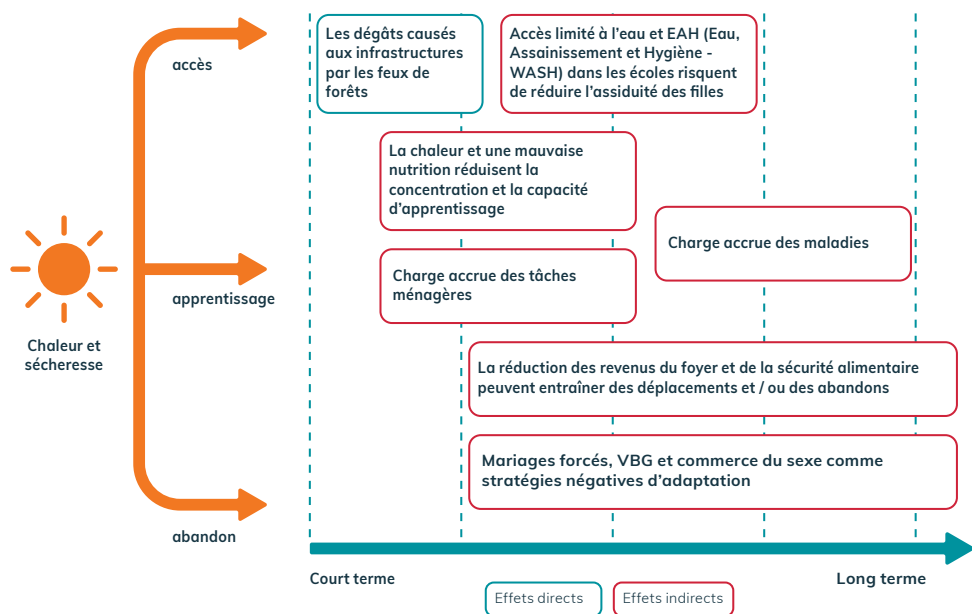 Les dégâts causés
aux infrastructures
par les feux de
forêts
Accès limité à l'eau et EAH (Eau,
Assainissement et Hygiène -
WASH) dans les écoles risquent
de réduire l'assiduité des filles
accès
La chaleur et une mauvaise
nutrition réduisent la
concentration et la capacité
d'apprentissage
Charge accrue des maladies
Charge accrue des tâches
ménagères
apprentissage
Chaleur et
sécheresse
La réduction des revenus du foyer et de la sécurité alimentaire
peuvent entraîner des déplacements et / ou des abandons
Mariages forcés, VBG et commerce du sexe comme
stratégies négatives d'adaptation
abandon
Court terme
Long terme
Effets directs
Effets indirects